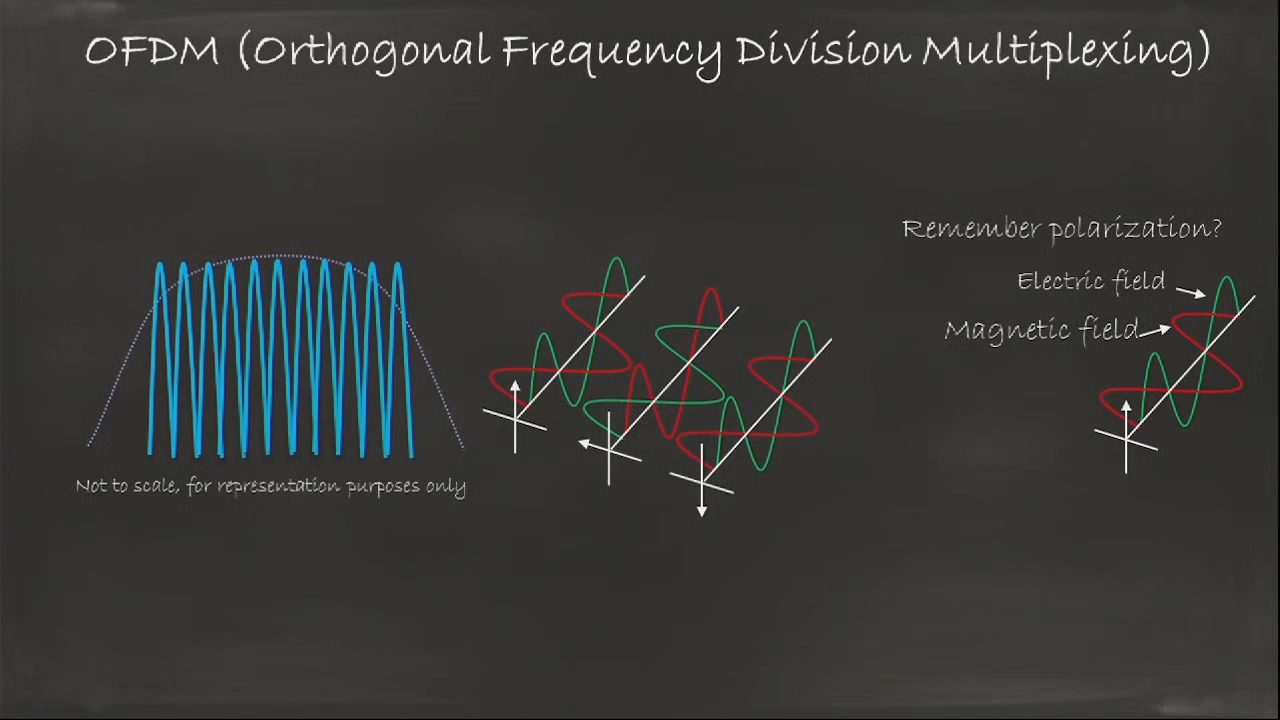 OFDM (Orthogonal Frequency Division Multiplexing)
Remember polarization?
Electric field
Magnetic field
Not to scale, for representation purposes only